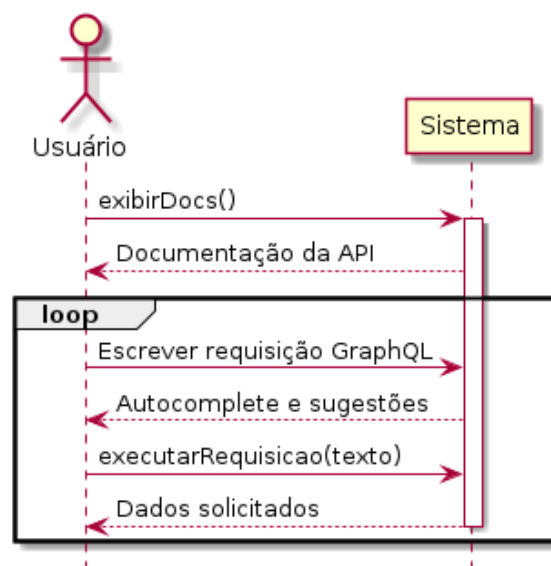 Usuário
Sistema
exibirDocs()
Documentação da API
loop
Escrever requisição GraphQL
Autocomplete e sugestões
executarRequisicao(texto)
Dados solicitados